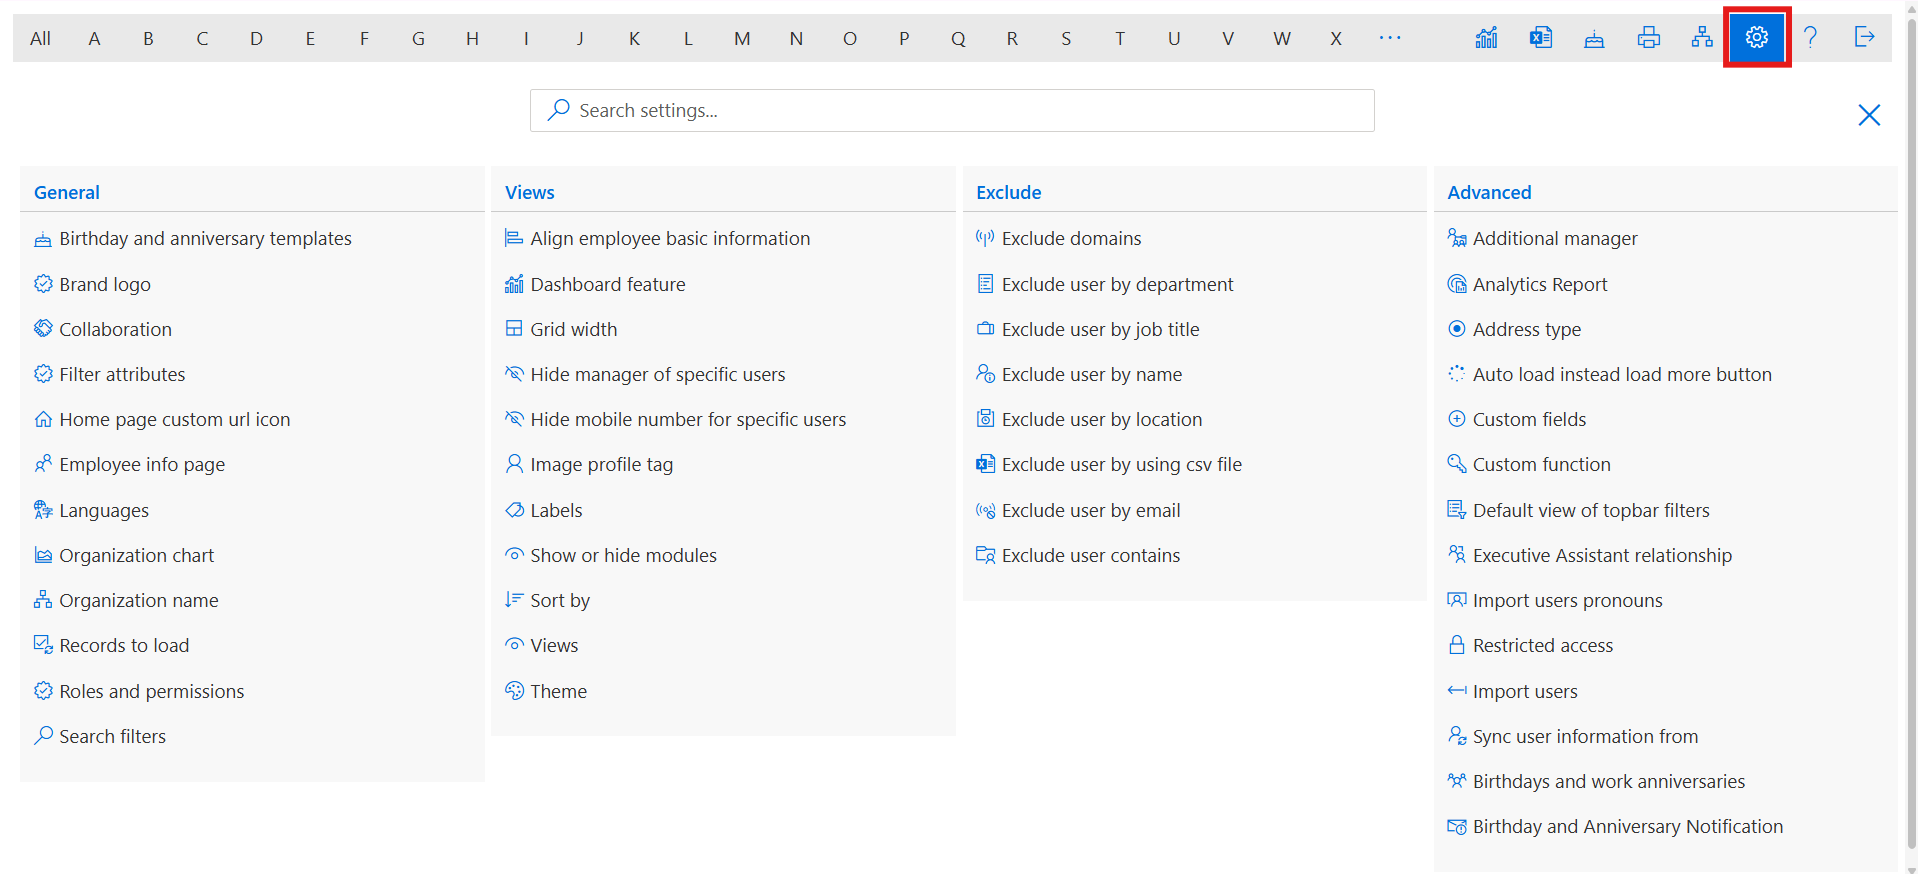 All A B C D E F G H I J K L M N O P Q R S T U V W X ...
Search settings...
General
Birthday and anniversary templates
Brand logo
Collaboration
Filter attributes
Home page custom url icon
Employee info page
Languages
Organization chart
Organization name
Records to load
Roles and permissions
Search filters
Views
Align employee basic information
Dashboard feature
Grid width
Hide manager of specific users
Hide mobile number for specific users
Image profile tag
Labels
Show or hide modules
Sort by
Views
Theme
Exclude
Exclude domains
Exclude user by department
Exclude user by job title
Exclude user by name
Exclude user by location
Exclude user by using csv file
Exclude user by email
Exclude user contains
Advanced
Additional manager
Analytics Report
Address type
Auto load instead load more button
Custom fields
Custom function
Default view of topbar filters
Executive Assistant relationship
Import users pronouns
Restricted access
Import users
Sync user information from
Birthdays and work anniversaries
Birthday and Anniversary Notification